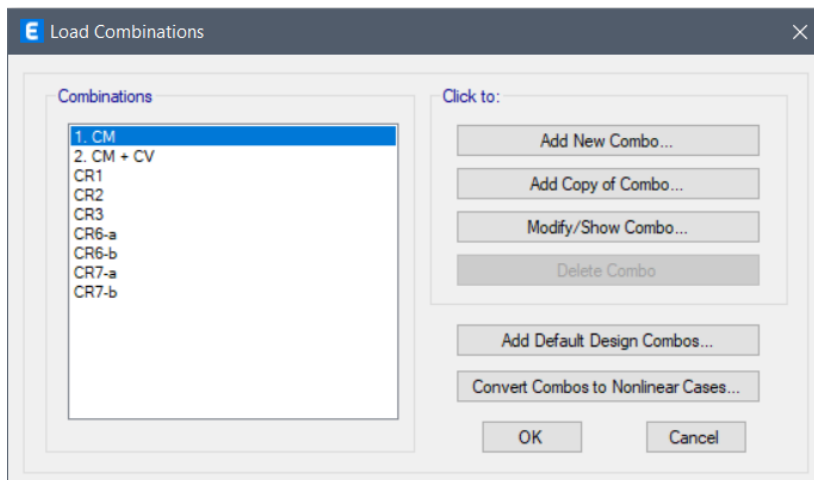 E Load Combinations
Combinations
1. CM
2. CM + CV
CR1
CR2
CR3
CR6-a
CR6-b
CR7-a
CR7-b
Click to:
Add New Combo...
Add Copy of Combo...
Modify/Show Combo...
Delete Combo
Add Default Design Combos...
Convert Combos to Nonlinear Cases...
OK
Cancel